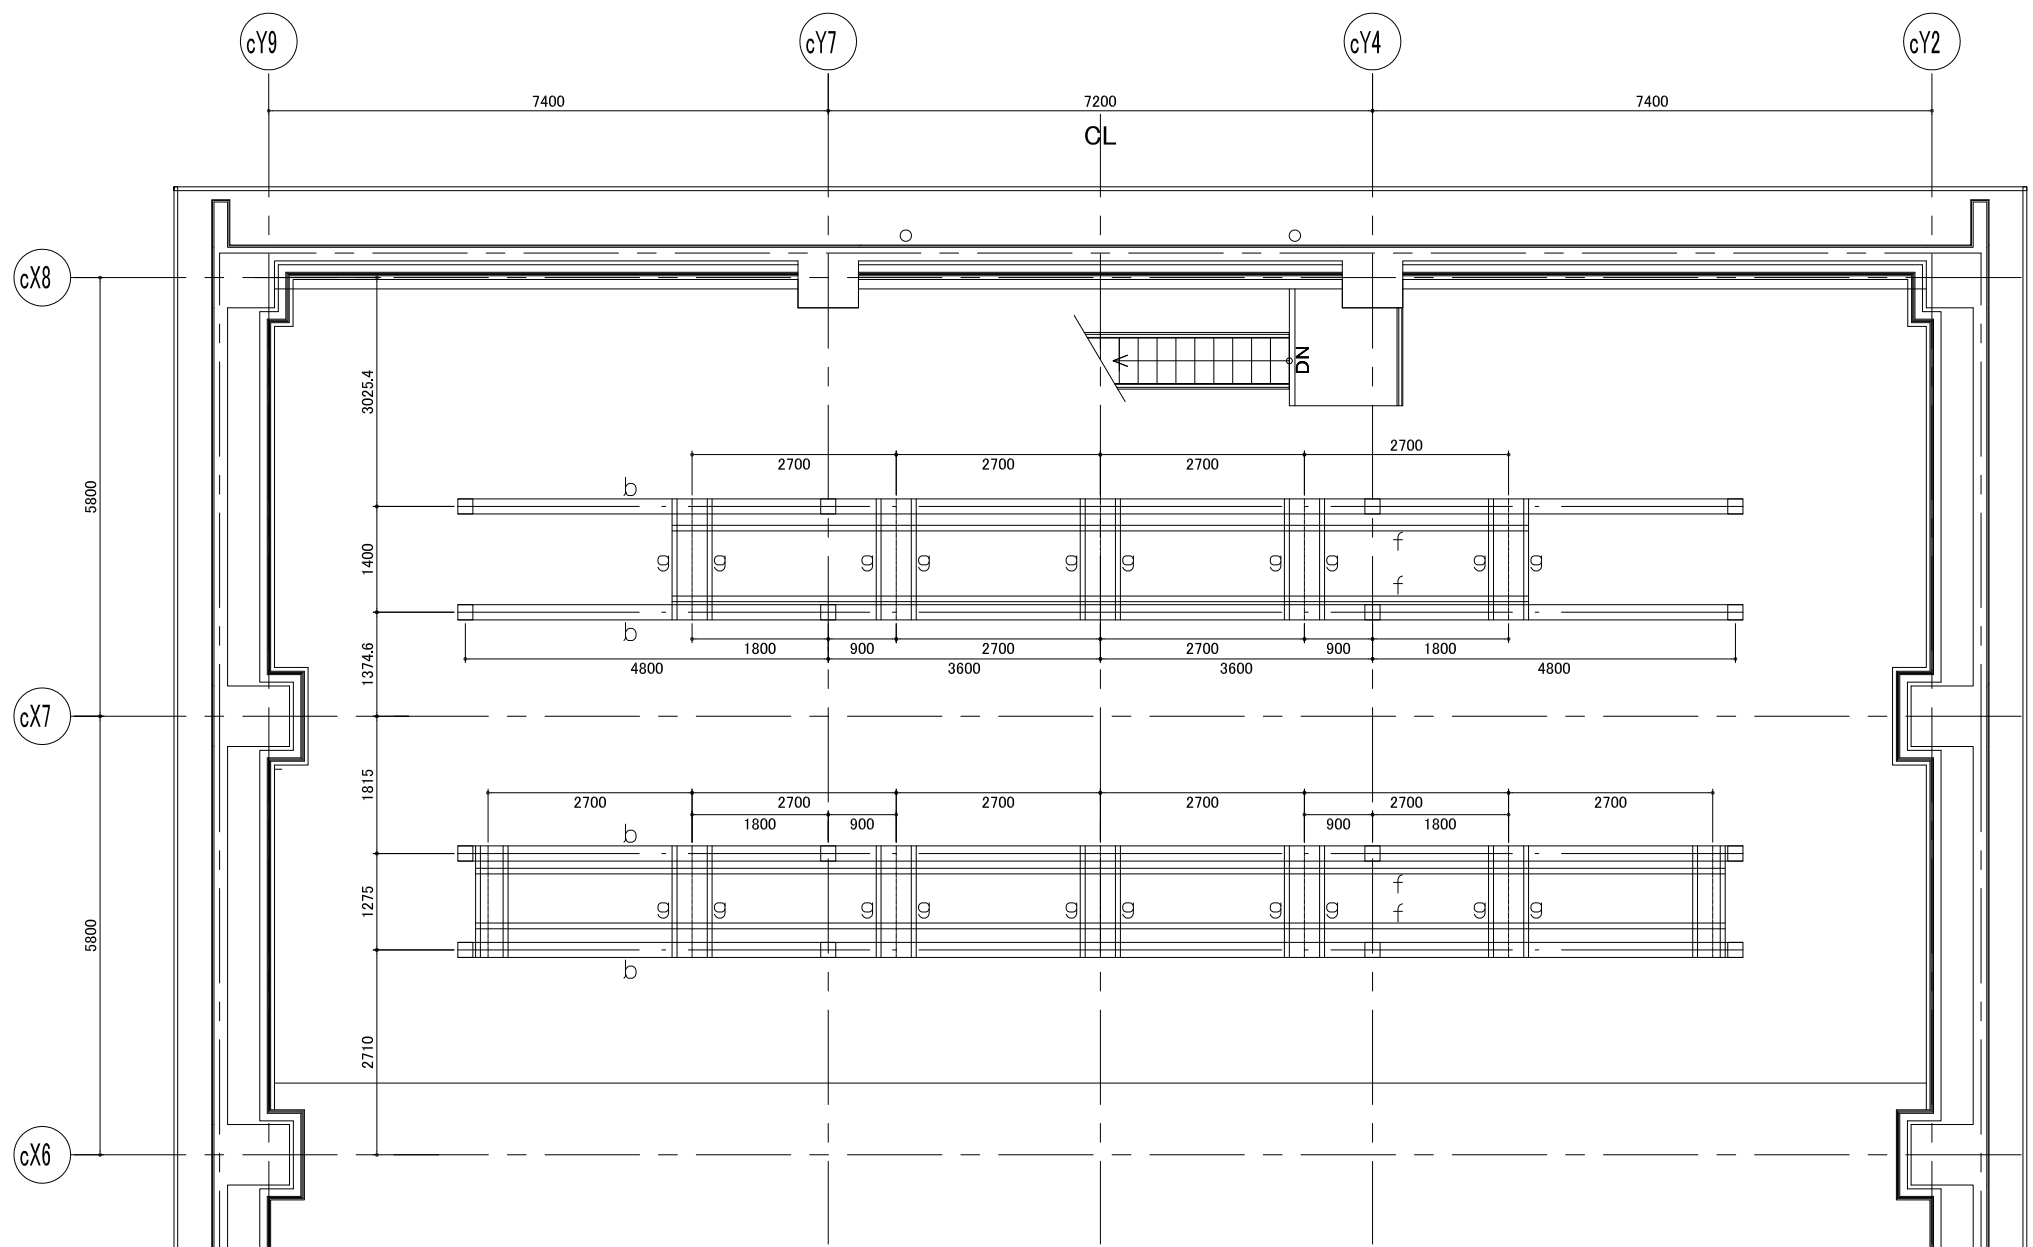 cY9 cY7 cY4 cY2
7400 7200 7400
CL
cX8
DN
3025.4
2700
2700 2700 2700
b
5800
f
1400
g g g g g g g g g g
f
b
1800 900 2700 2700 900 1800
1374.6
4800 3600 3600 4800
cX7
1815
2700 2700 2700 2700 2700 2700
1800 900 900 1800
b
f
1275
g g g g g g g g g g
f
5800
b
2710
cX6